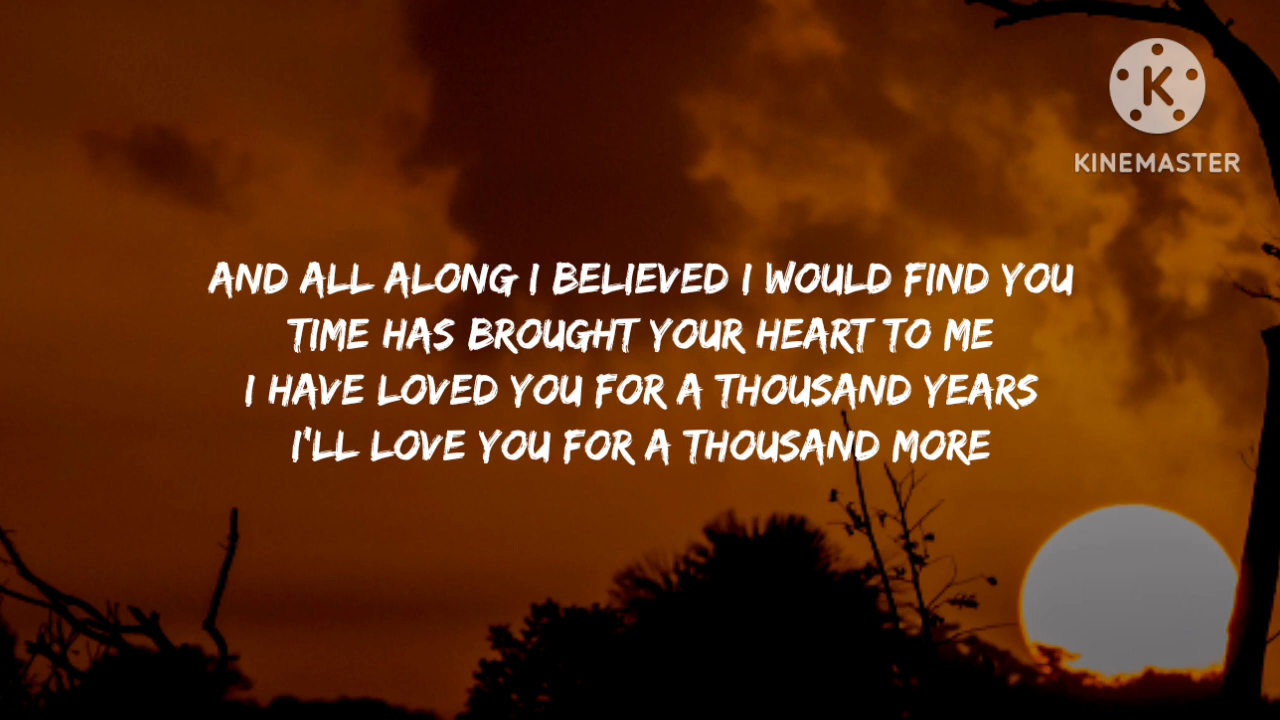 K
KINEMASTER
AND ALL ALONG I BELIEVED I WOULD FIND YOU
TIME HAS BROUGHT YOUR HEART TO ME
I HAVE LOVED YOU FOR A THOUSAND YEARS
I'LL LOVE YOU FOR A THOUSAND MORE